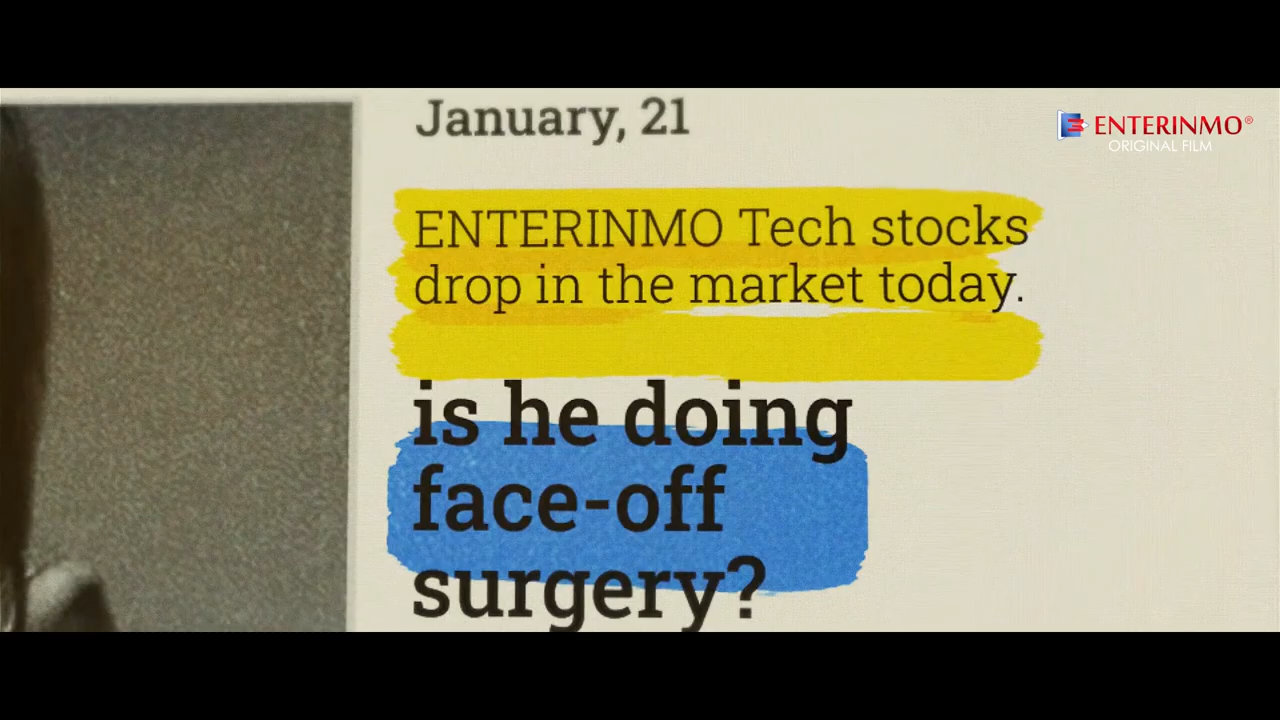 January, 21
ENTERINMO®
ORIGINAL FILM
ENTERINMO Tech stocks
drop in the market today.
is he doing
face-off
surgery?